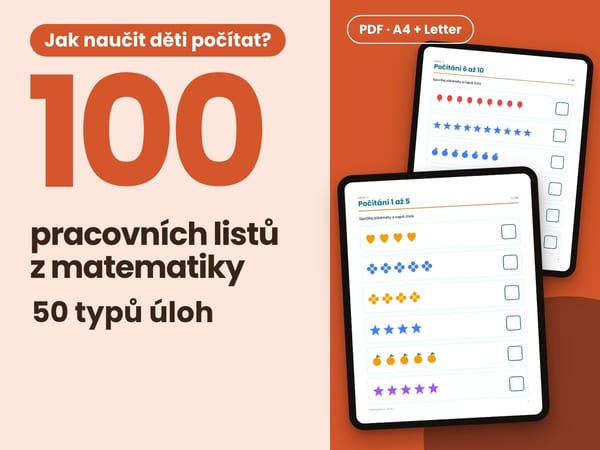 Jak naučit děti počítat?
100
pracovních listů
z matematiky
50 typů úloh
PDF · A4 + Letter
Počítání 6 až 10
Spočítej předměty a napiš číslo
Počítání 1 až 5
Spočítej předměty a napiš číslo